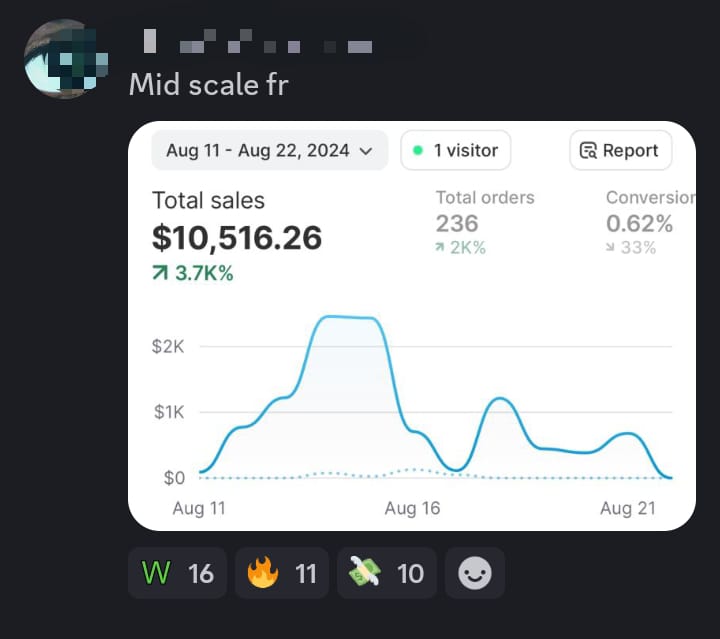 Mid scale fr
Aug 11 - Aug 22, 2024
1 visitor
Report
Total sales
$10,516.26
3.7K%
Total orders
236
2K%
Conversion
0.62%
33%
$2K
$1K
$0
Aug 11
Aug 16
Aug 21
W 16
11
10